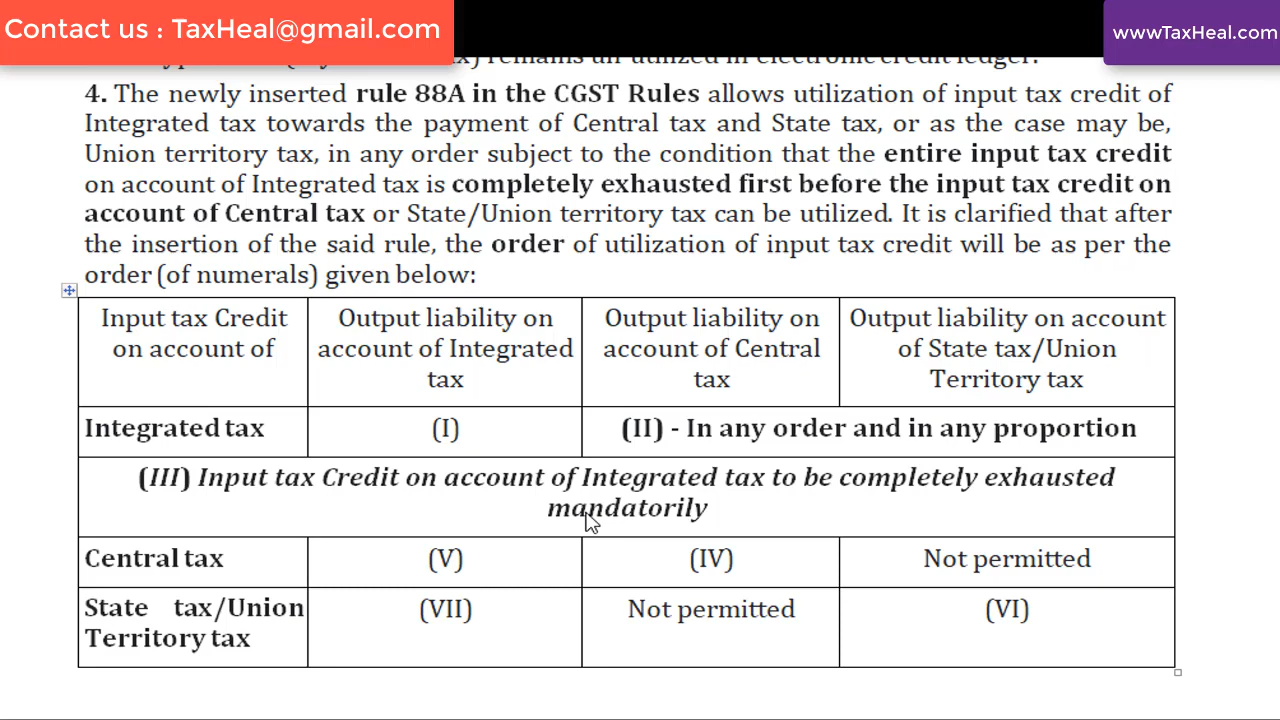 Contact us : TaxHeal@gmail.com
wwwTaxHeal.com
remains un-utilized in electronic credit ledger.
4. The newly inserted rule 88A in the CGST Rules allows utilization of input tax credit of
Integrated tax towards the payment of Central tax and State tax, or as the case may be,
Union territory tax, in any order subject to the condition that the entire input tax credit
on account of Integrated tax is completely exhausted first before the input tax credit on
account of Central tax or State/Union territory tax can be utilized. It is clarified that after
the insertion of the said rule, the order of utilization of input tax credit will be as per the
order (of numerals) given below:
Input tax Credit
on account of
Output liability on
account of Integrated
tax
Output liability on
account of Central
tax
Output liability on account
of State tax/Union
Territory tax
Integrated tax
(I)
(II) - In any order and in any proportion
(III) Input tax Credit on account of Integrated tax to be completely exhausted
mandatorily
Central tax
(V)
(IV)
Not permitted
State tax/Union
Territory tax
(VII)
Not permitted
(VI)